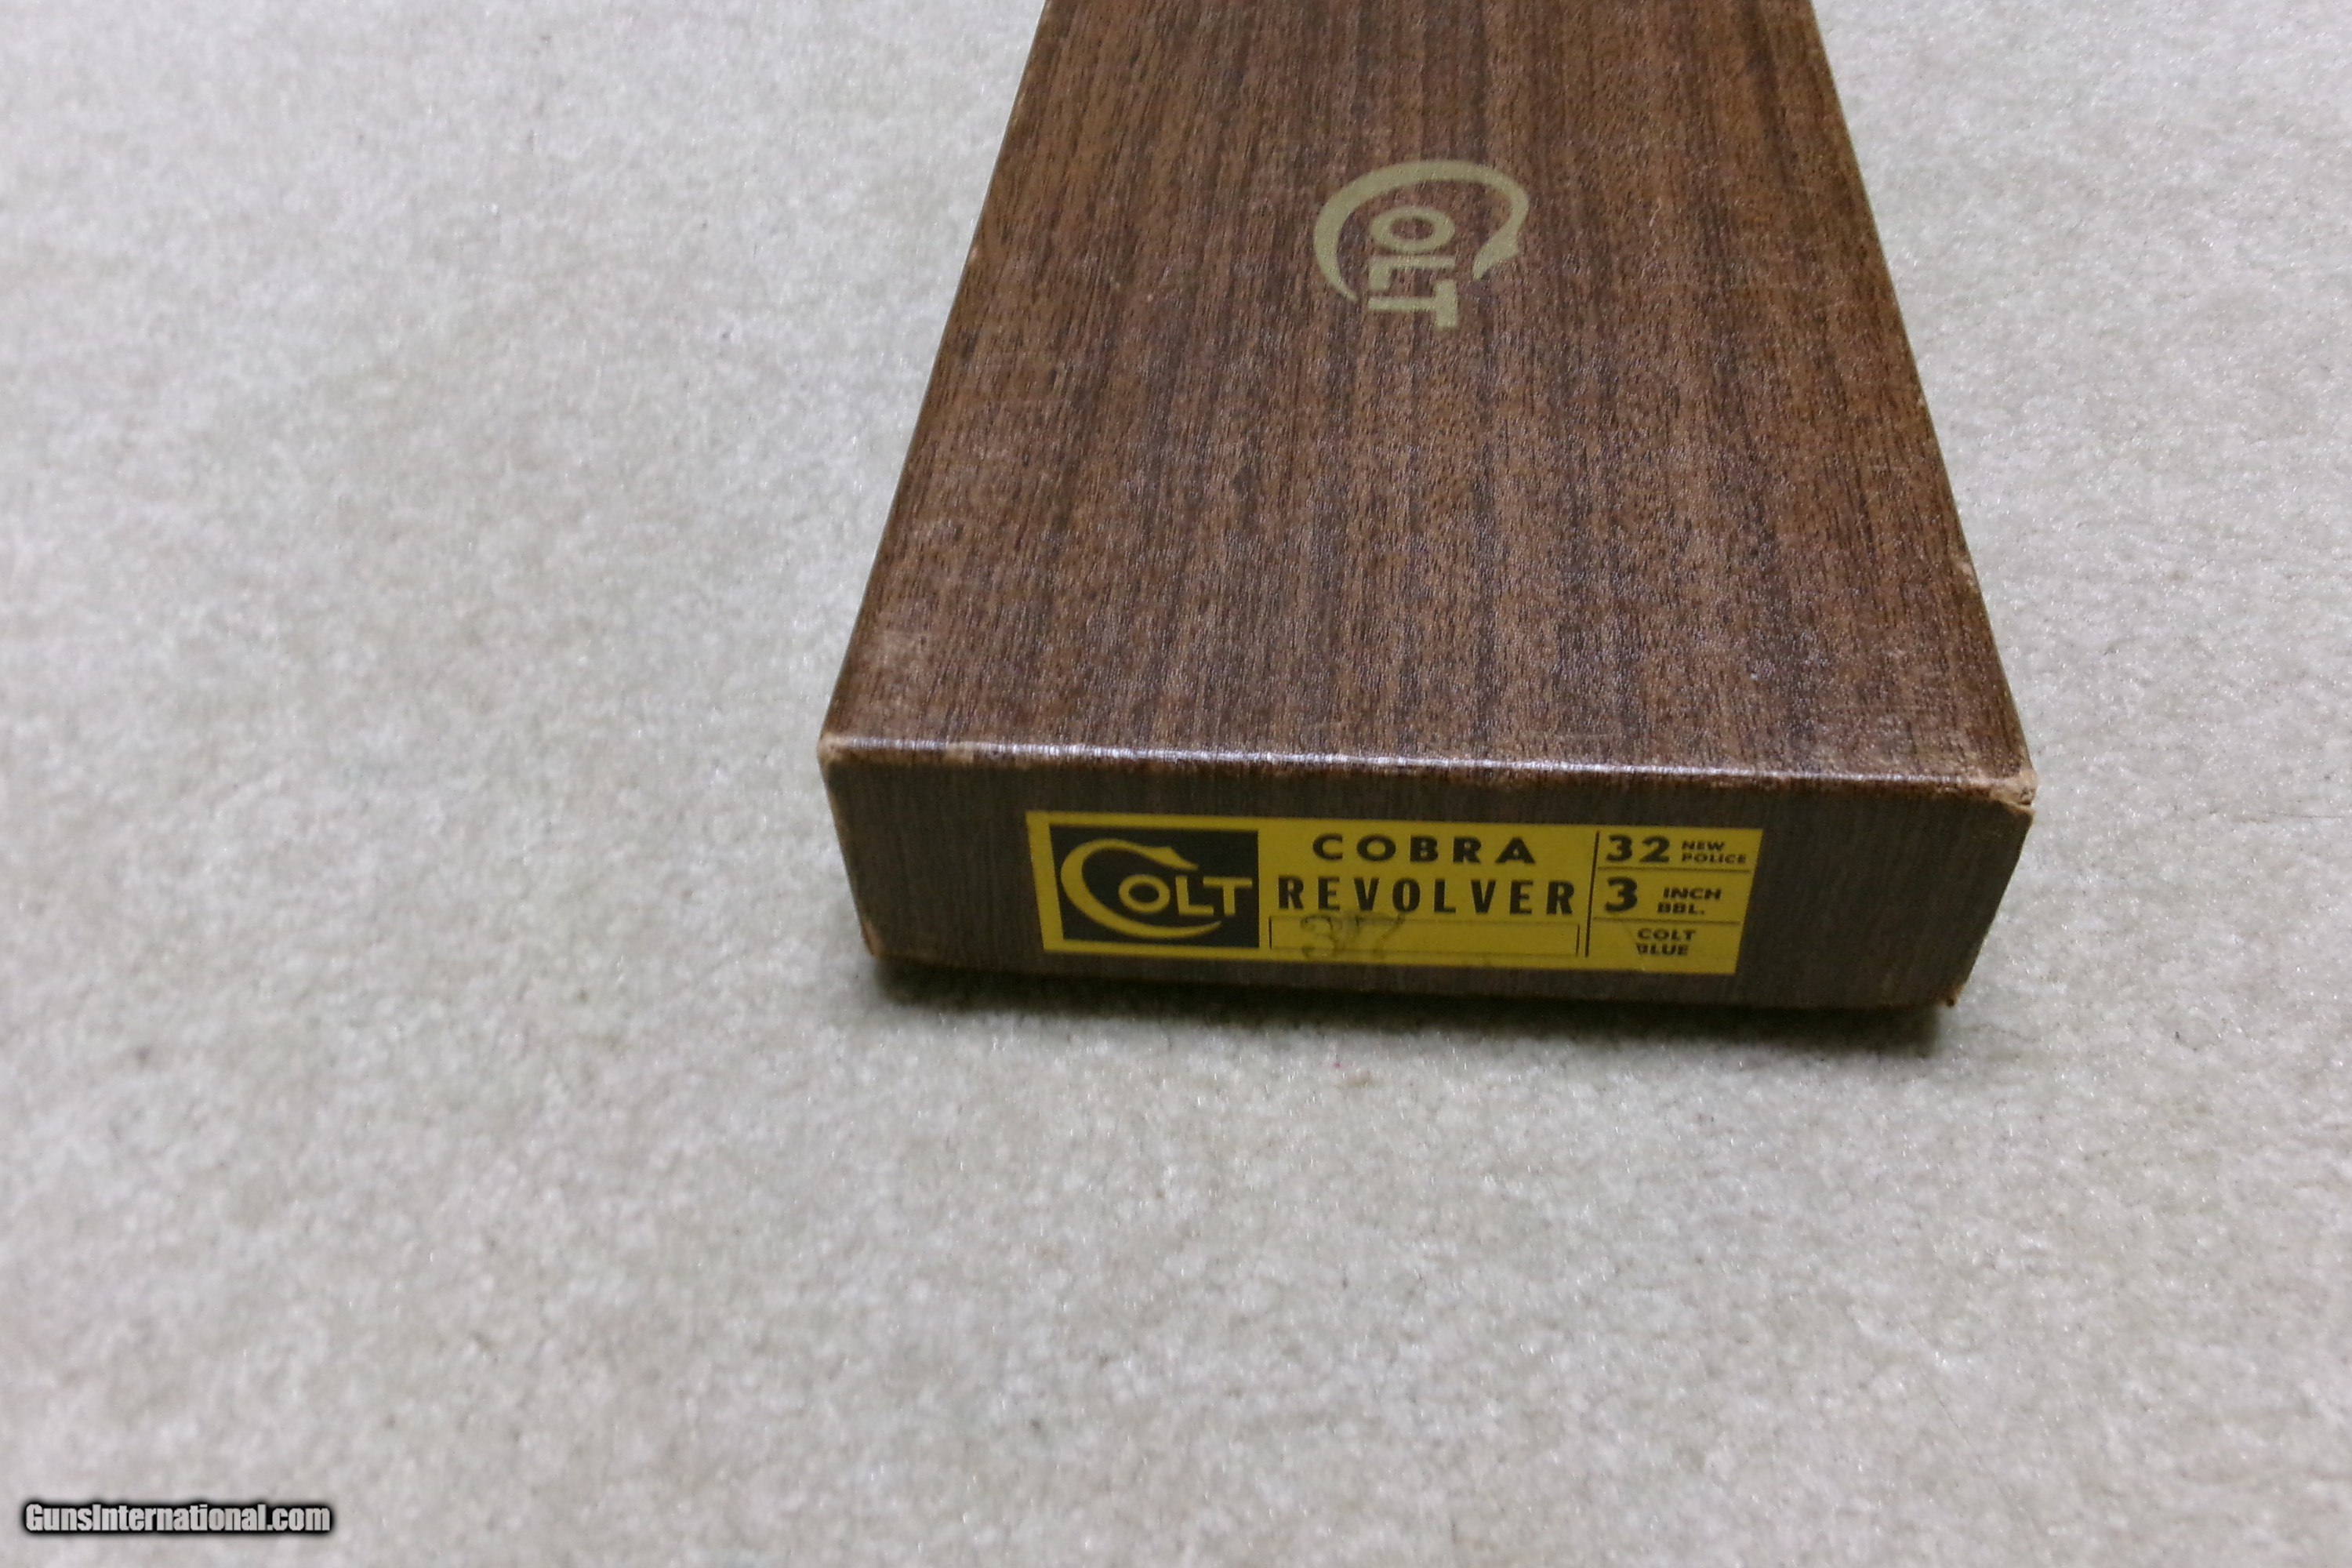 COLT
COLT
COBRA
REVOLVER
32 NEW POLICE
3 INCH BBL.
COLT
BLUE
GunsInternational.com